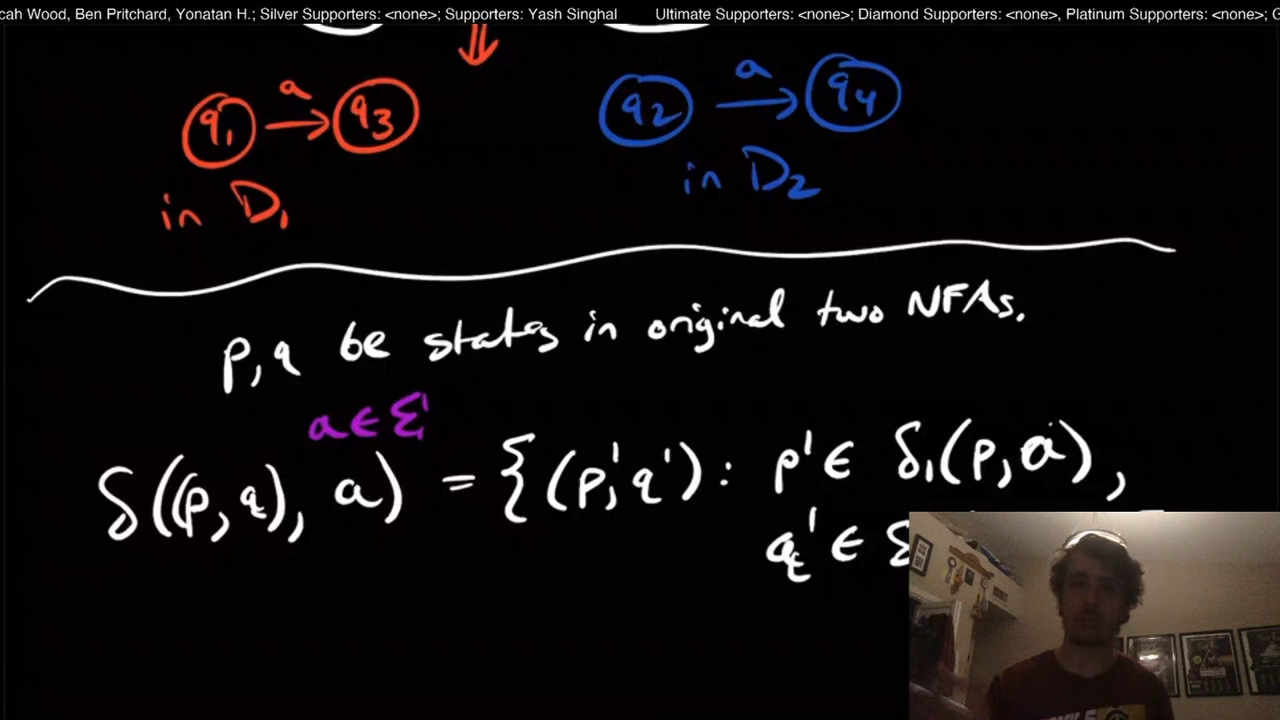 cah Wood, Ben Pritchard, Yonatan H.; Silver Supporters: <none>; Supporters: Yash Singhal Ultimate Supporters: <none>; Diamond Supporters: <none>, Platinum Supporters: <none>; G
a a
q₁ q₃ q₂ q₄
in D₁ in D₂
p, q be states in original two NFAs.
a ∈ Σ
δ((p, q), a) = {(p', q') : p' ∈ δ₁(p, a),
q' ∈ δ